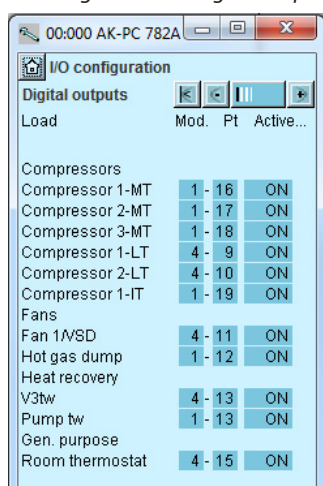 00:000 AK-PC 782A
I/O configuration
Digital outputs
Load Mod. Pt Active...
Compressors
Compressor 1-MT 1 - 16 ON
Compressor 2-MT 1 - 17 ON
Compressor 3-MT 1 - 18 ON
Compressor 1-LT 4 - 9 ON
Compressor 2-LT 4 - 10 ON
Compressor 1-IT 1 - 19 ON
Fans
Fan 1/VSD 4 - 11 ON
Hot gas dump 1 - 12 ON
Heat recovery
V3tw 4 - 13 ON
Pump tw 1 - 13 ON
Gen. purpose
Room thermostat 4 - 15 ON